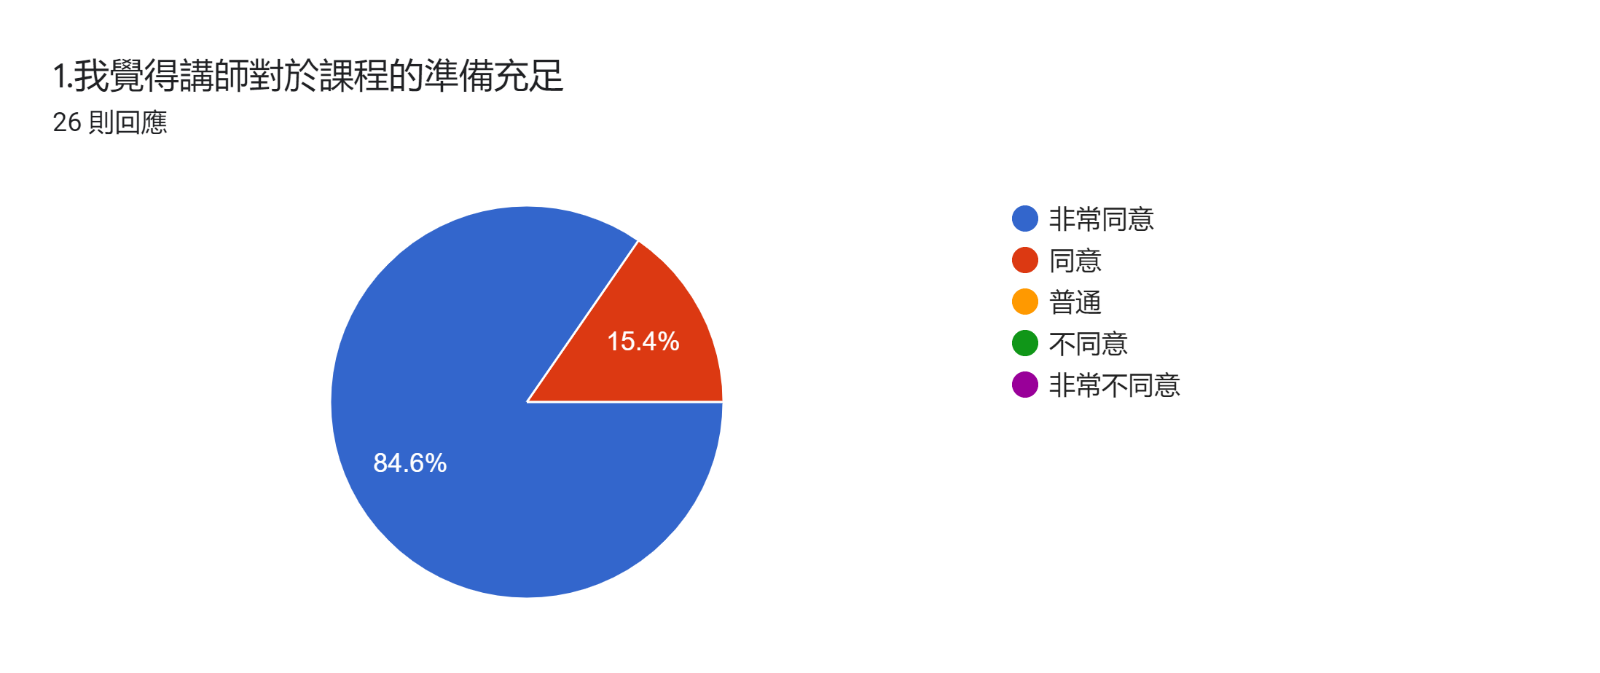 1.我覺得講師對於課程的準備充足
26 則回應
非常同意
同意
普通
不同意
非常不同意
15.4%
84.6%